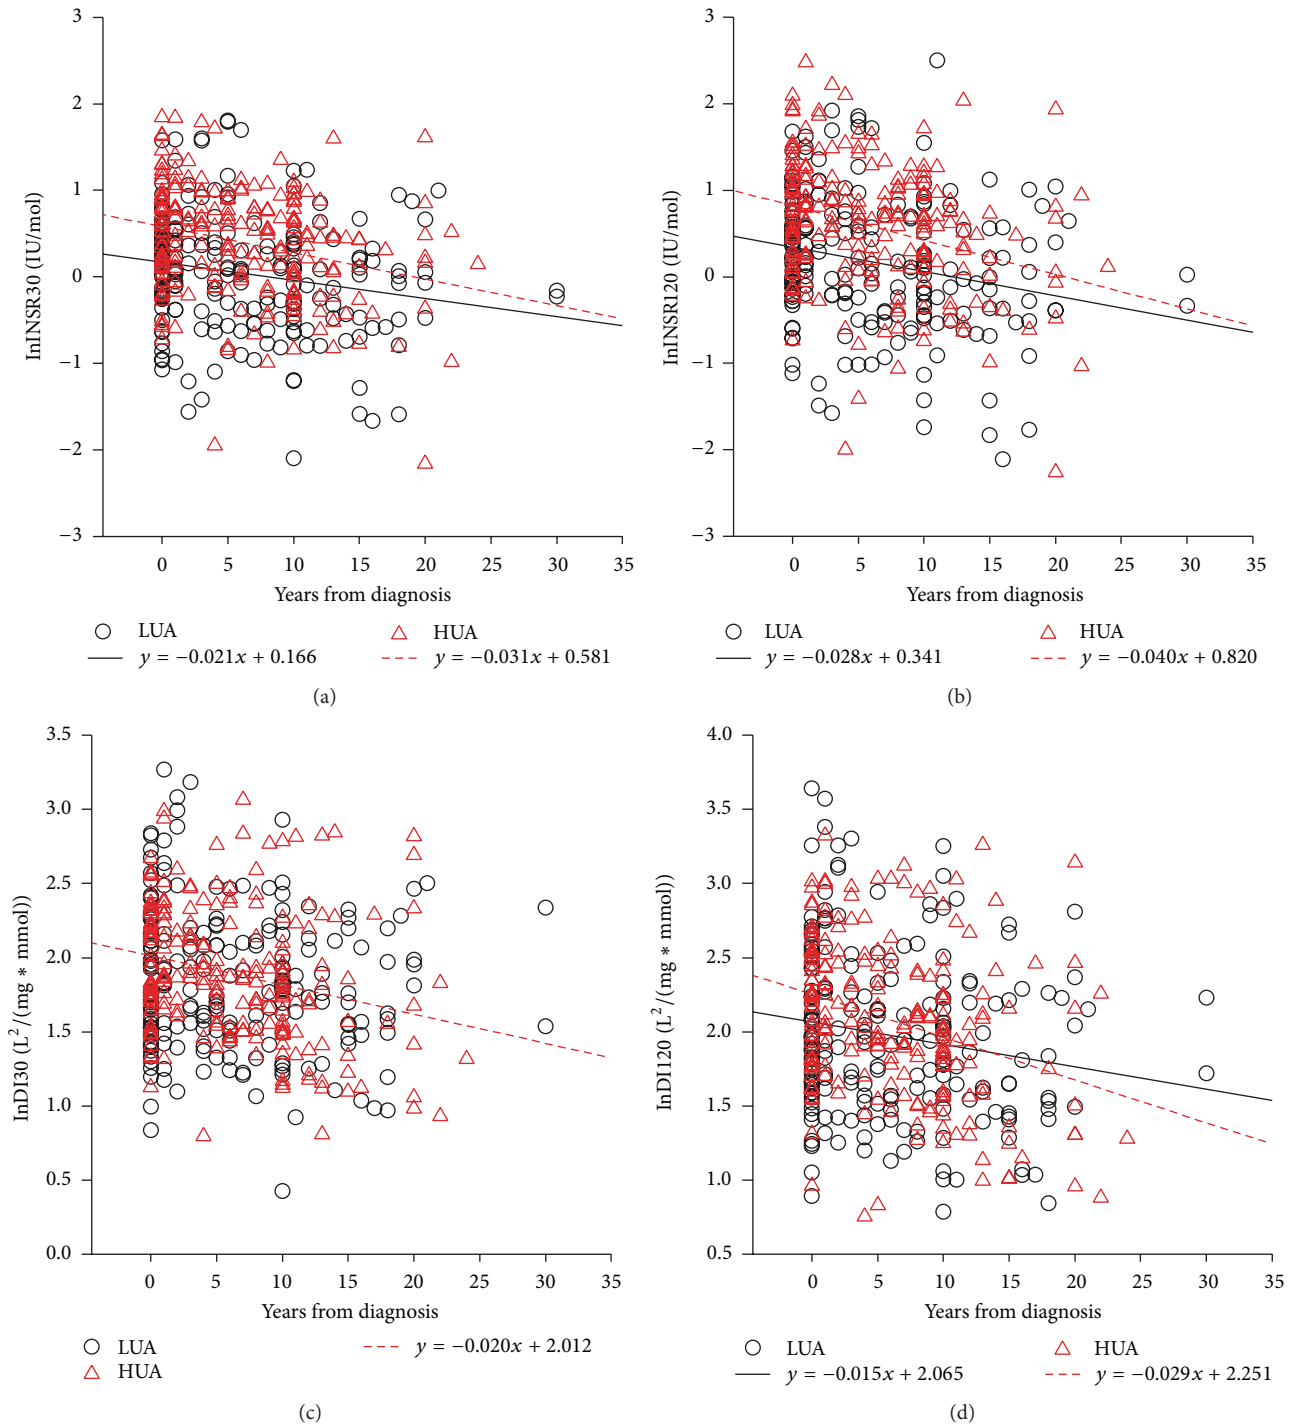 3
2
1
0
−1
−2
−3
lnINSR30 (IU/mol)
0 5 10 15 20 25 30 35
Years from diagnosis
LUA
HUA
y = −0.021x + 0.166
y = −0.031x + 0.581
(a)
3
2
1
0
−1
−2
−3
lnINSR120 (IU/mol)
0 5 10 15 20 25 30 35
Years from diagnosis
LUA
HUA
y = −0.028x + 0.341
y = −0.040x + 0.820
(b)
3.5
3.0
2.5
2.0
1.5
1.0
0.5
0.0
lnDI30 (L²/(mg ∗ mmol))
0 5 10 15 20 25 30 35
Years from diagnosis
LUA
y = −0.020x + 2.012
HUA
(c)
4.0
3.5
3.0
2.5
2.0
1.5
1.0
0.5
lnDI120 (L²/(mg ∗ mmol))
0 5 10 15 20 25 30 35
Years from diagnosis
LUA
HUA
y = −0.015x + 2.065
y = −0.029x + 2.251
(d)